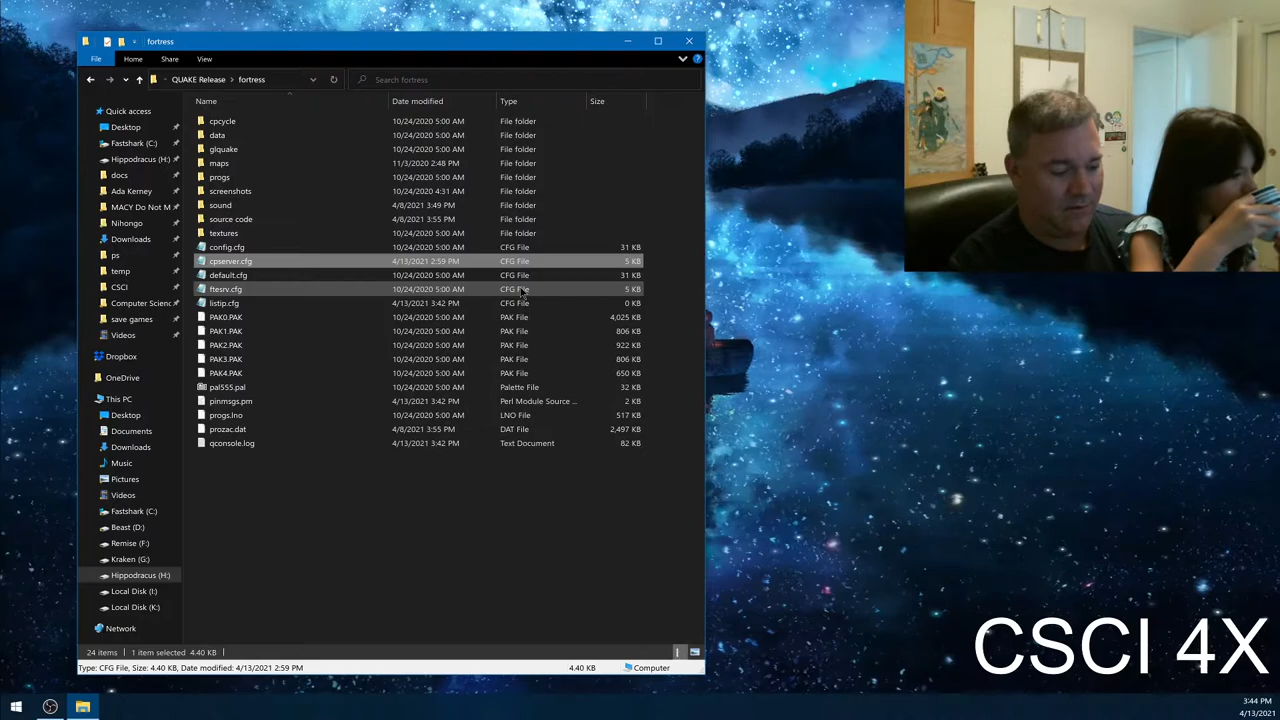 fortress
File Home Share View
QUAKE Release › fortress
Search fortress
Name Date modified Type Size
cpcycle 10/24/2020 5:00 AM File folder
data 10/24/2020 5:00 AM File folder
glquake 10/24/2020 5:00 AM File folder
maps 11/3/2020 2:48 PM File folder
progs 10/24/2020 5:00 AM File folder
screenshots 10/24/2020 4:31 AM File folder
sound 4/8/2021 3:49 PM File folder
source code 4/8/2021 3:55 PM File folder
textures 10/24/2020 5:00 AM File folder
config.cfg 10/24/2020 5:00 AM CFG File 31 KB
cpserver.cfg 4/13/2021 2:59 PM CFG File 5 KB
default.cfg 10/24/2020 5:00 AM CFG File 31 KB
ftesrv.cfg 10/24/2020 5:00 AM CFG File 5 KB
listip.cfg 4/13/2021 3:42 PM CFG File 0 KB
PAK0.PAK 10/24/2020 5:00 AM PAK File 4,025 KB
PAK1.PAK 10/24/2020 5:00 AM PAK File 806 KB
PAK2.PAK 10/24/2020 5:00 AM PAK File 922 KB
PAK3.PAK 10/24/2020 5:00 AM PAK File 806 KB
PAK4.PAK 10/24/2020 5:00 AM PAK File 650 KB
pal555.pal 10/24/2020 5:00 AM Palette File 32 KB
pinmsgs.pm 4/13/2021 3:42 PM Perl Module Source ... 2 KB
progs.lno 10/24/2020 5:00 AM LNO File 517 KB
prozac.dat 4/8/2021 3:55 PM DAT File 2,497 KB
qconsole.log 4/13/2021 3:42 PM Text Document 82 KB
Quick access
Desktop
Fastshark (C:)
Hippodracus (H:)
docs
Ada Kerney
MACY Do Not M
Nihongo
Downloads
ps
temp
CSCI
Computer Scienc
save games
Videos
Dropbox
OneDrive
This PC
Desktop
Documents
Downloads
Music
Pictures
Videos
Fastshark (C:)
Beast (D:)
Remise (F:)
Kraken (G:)
Hippodracus (H:)
Local Disk (I:)
Local Disk (K:)
Network
24 items 1 item selected 4.40 KB
Type: CFG File, Size: 4.40 KB, Date modified: 4/13/2021 2:59 PM 4.40 KB Computer
CSCI 4X
3:44 PM
4/13/2021